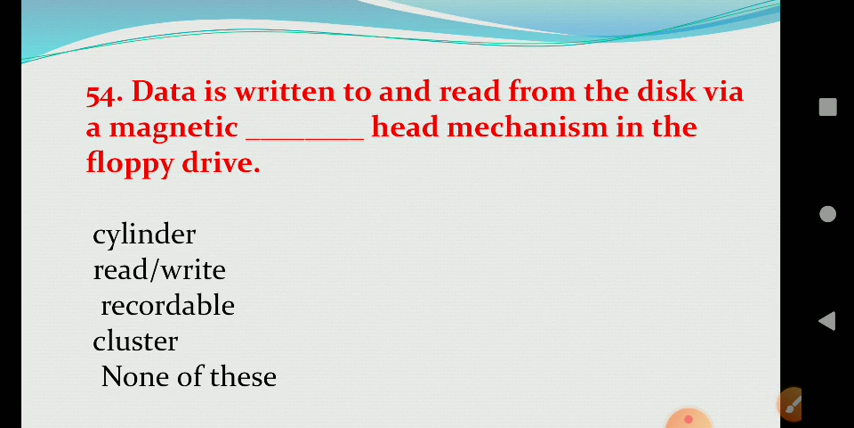 54. Data is written to and read from the disk via
a magnetic ________ head mechanism in the
floppy drive.
cylinder
read/write
recordable
cluster
None of these